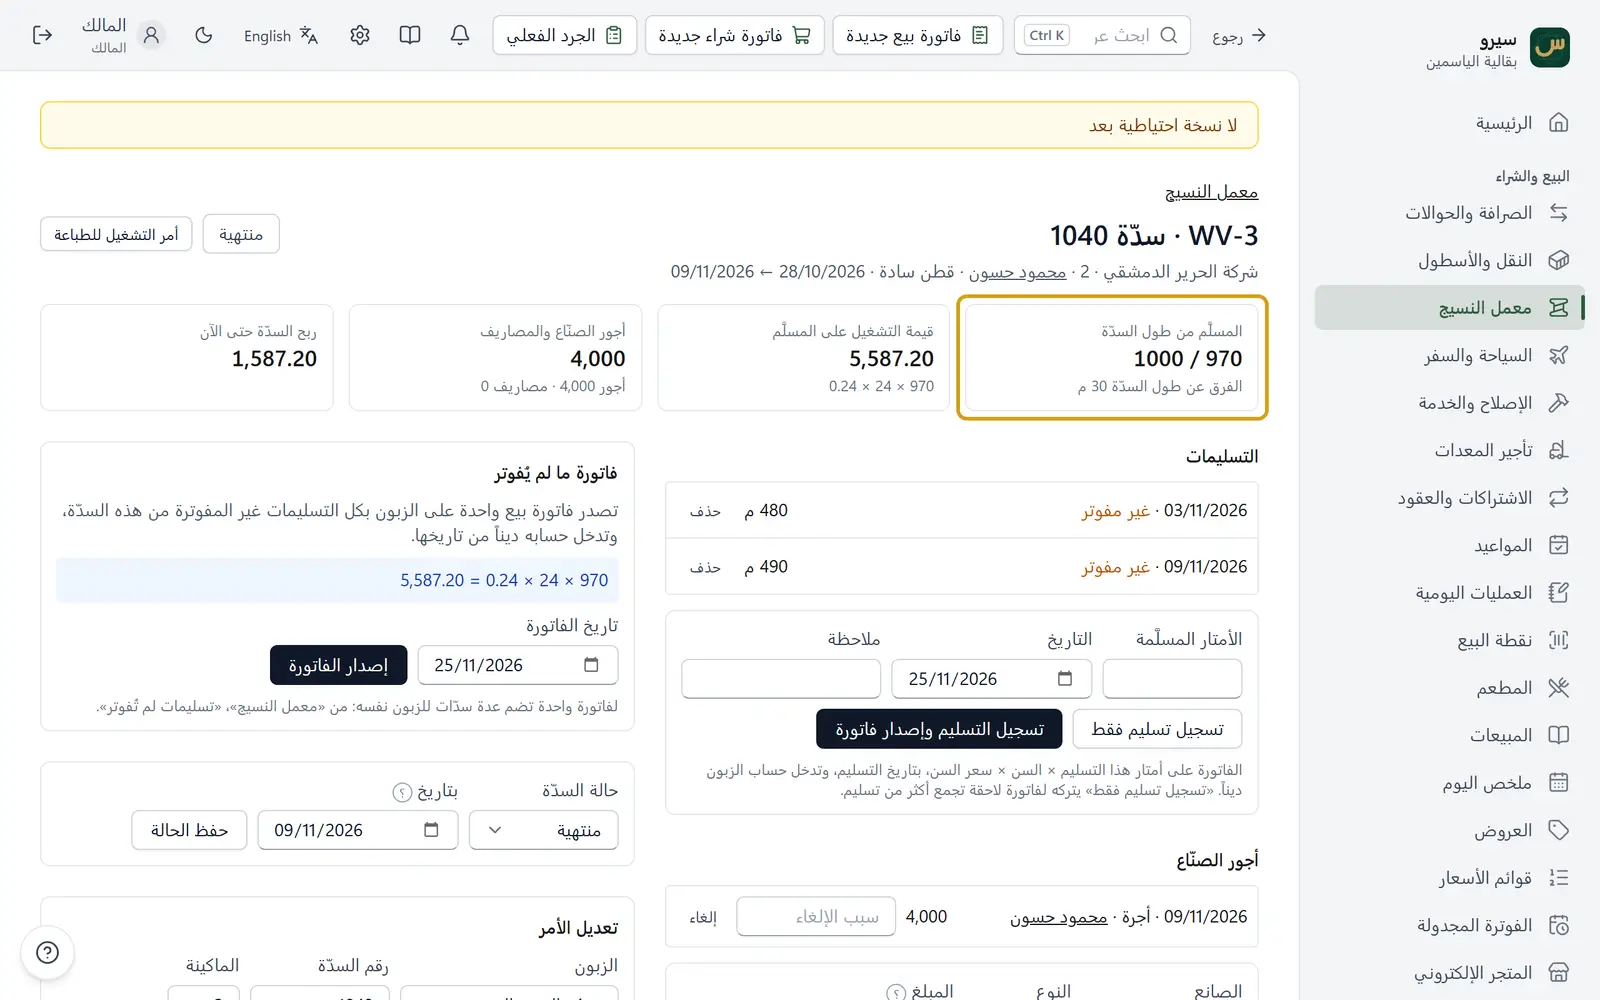 سيرو
بقالية الياسمين
رجوع
ابحث عن
Ctrl K
فاتورة بيع جديدة
فاتورة شراء جديدة
الجرد الفعلي
English
المالك
المالك
الرئيسية
البيع والشراء
الصرافة والحوالات
النقل والأسطول
معمل النسيج
السياحة والسفر
الإصلاح والخدمة
تأجير المعدات
الاشتراكات والعقود
المواعيد
العمليات اليومية
نقطة البيع
المطعم
المبيعات
ملخص اليوم
العروض
قوائم الأسعار
الفوترة المجدولة
المتجر الإلكتروني
لا نسخة احتياطية بعد
معمل النسيج
WV-3 · سدّة 1040
منتهية
أمر التشغيل للطباعة
شركة الحرير الدمشقي · 2 · محمود حسون · قطن سادة · 28/10/2026 ← 09/11/2026
المسلَّم من طول السدّة
970 / 1000
الفرق عن طول السدّة 30 م
قيمة التشغيل على المسلَّم
5,587.20
970 × 24 × 0.24
أجور الصنّاع والمصاريف
4,000
أجور 4,000 · مصاريف 0
ربح السدّة حتى الآن
1,587.20
التسليمات
03/11/2026 · غير مفوتر
480 م
حذف
09/11/2026 · غير مفوتر
490 م
حذف
الأمتار المسلَّمة
التاريخ
ملاحظة
25/11/2026
تسجيل تسليم فقط
تسجيل التسليم وإصدار فاتورة
الفاتورة على أمتار هذا التسليم × السن × سعر السن، بتاريخ التسليم، وتدخل حساب الزبون
ديناً. «تسجيل تسليم فقط» يتركه لفاتورة لاحقة تجمع أكثر من تسليم.
أجور الصنّاع
09/11/2026 · أجرة · محمود حسون
4,000
سبب الإلغاء
إلغاء
الصانع
النوع
المبلغ
؟
فاتورة ما لم يُفوتر
تصدر فاتورة بيع واحدة على الزبون بكل التسليمات غير المفوترة من هذه السدّة،
وتدخل حسابه ديناً من تاريخها.
970 × 24 × 0.24 = 5,587.20
تاريخ الفاتورة
25/11/2026
إصدار الفاتورة
لفاتورة واحدة تضم عدة سدّات للزبون نفسه: من «معمل النسيج»، «تسليمات لم تُفوتر».
حالة السدّة
بتاريخ
؟
منتهية
09/11/2026
حفظ الحالة
تعديل الأمر
الزبون
رقم السدّة
الماكينة